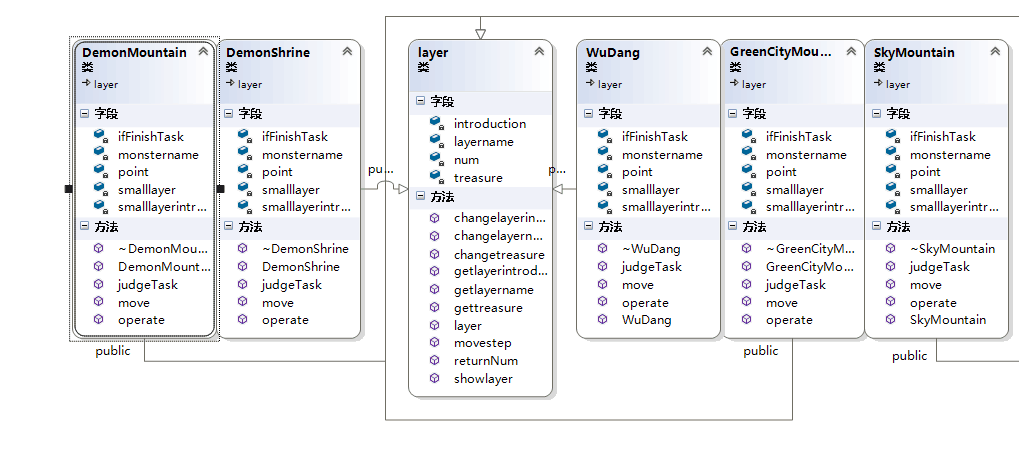 DemonMountain
类
layer
字段
ifFinishTask
monstername
point
smalllayer
smalllayerintr...
方法
~DemonMou...
DemonMount...
judgeTask
move
operate
public
DemonShrine
类
layer
字段
ifFinishTask
monstername
point
smalllayer
smalllayerintr...
方法
~DemonShrine
DemonShrine
judgeTask
move
operate
pu...
layer
类
字段
introduction
layername
num
treasure
方法
changelayerin...
changelayern...
changetreasure
getlayerintrod...
getlayername
gettreasure
layer
movestep
returnNum
showlayer
p...
WuDang
类
layer
字段
ifFinishTask
monstername
point
smalllayer
smalllayerintr...
方法
~WuDang
judgeTask
move
operate
WuDang
GreenCityMou...
类
layer
字段
ifFinishTask
monstername
point
smalllayer
smalllayerintr...
方法
~GreenCityM...
GreenCityMo...
judgeTask
move
operate
public
SkyMountain
类
layer
字段
ifFinishTask
monstername
point
smalllayer
smalllayerintr...
方法
~SkyMountain
judgeTask
move
operate
SkyMountain
public